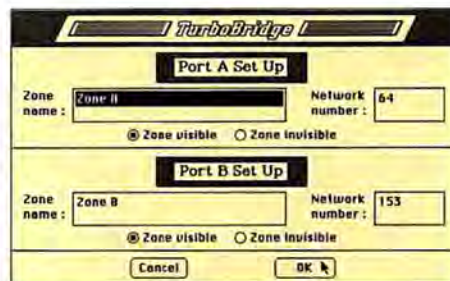 TurboBridge
Port A Set Up
Zone name : Zone A Network number : 64
Zone visible Zone Invisible
Port B Set Up
Zone name : Zone B Network number : 153
Zone visible Zone Invisible
Cancel OK